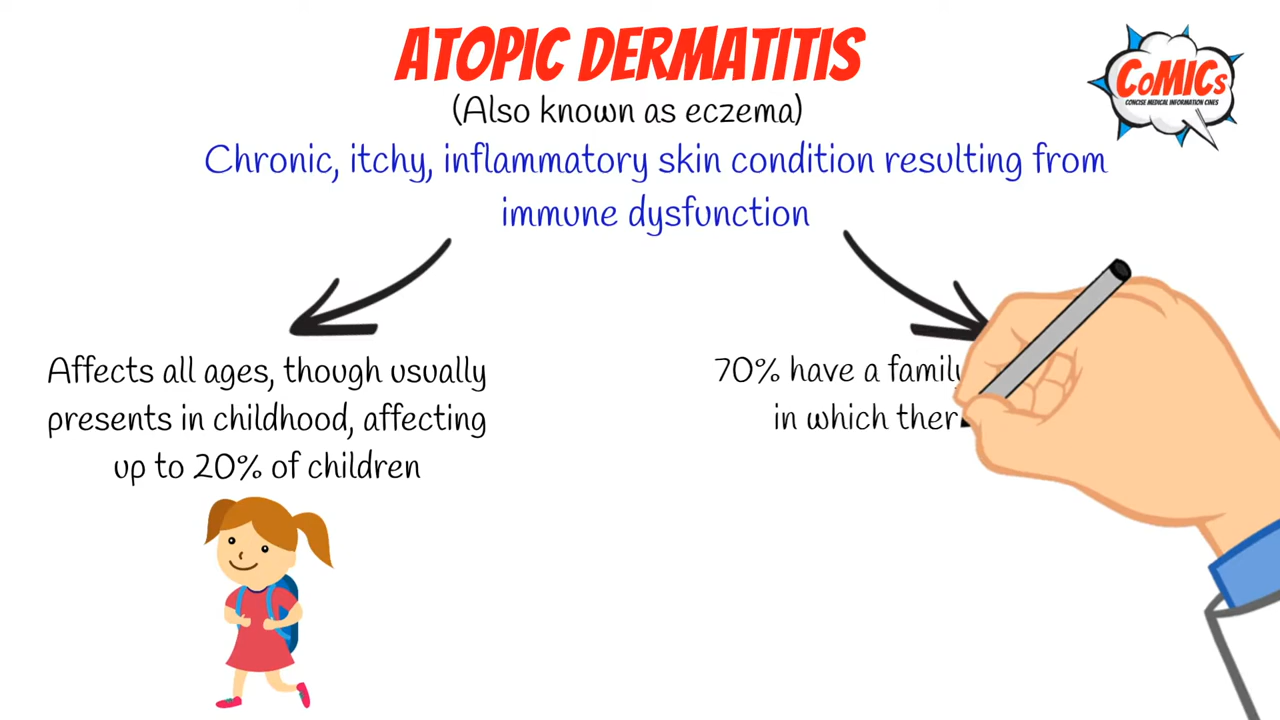 ATOPIC DERMATITIS
CoMICs
CONCISE MEDICAL INFORMATION CINES
(Also known as eczema)
Chronic, itchy, inflammatory skin condition resulting from
immune dysfunction
Affects all ages, though usually
presents in childhood, affecting
up to 20% of children
70% have a family
in which ther